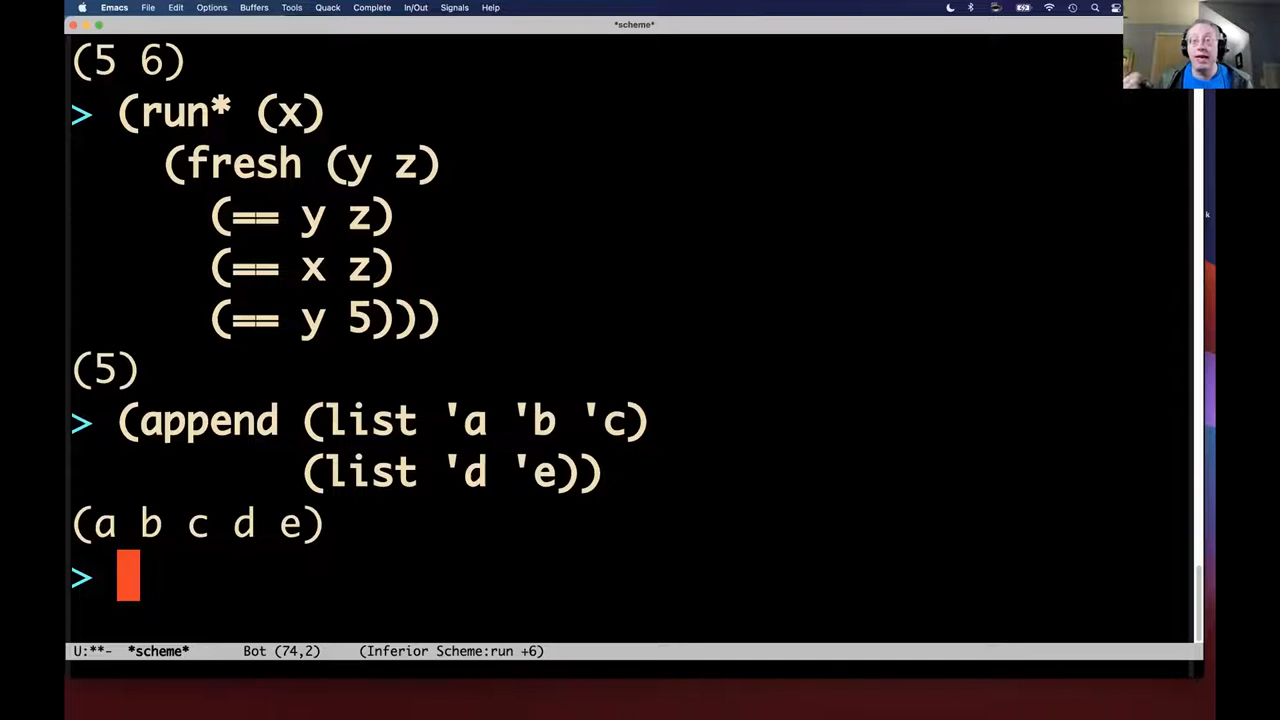 Emacs File Edit Options Buffers Tools Quack Complete In/Out Signals Help
*scheme*
(5 6)
> (run* (x)
(fresh (y z)
(== y z)
(== x z)
(== y 5)))
(5)
> (append (list 'a 'b 'c)
(list 'd 'e))
(a b c d e)
>
U:**- *scheme* Bot (74,2) (Inferior Scheme:run +6)